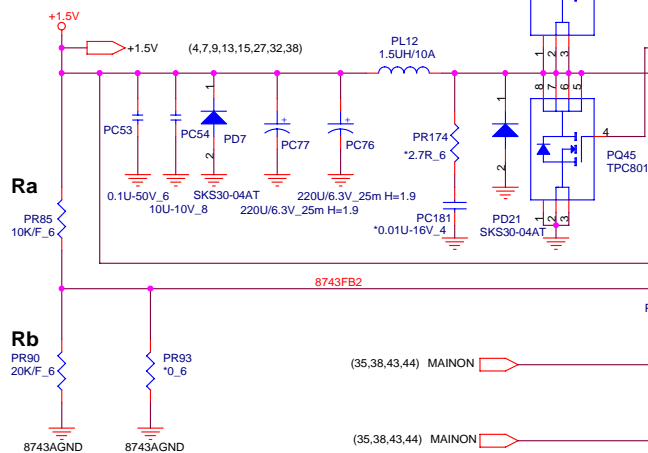 +1.5V
+1.5V
(4,7,9,13,15,27,32,38)
PL12
1.5UH/10A
1
2
3
8
7
6
5
1
1
4
PC53
PC54
PD7
PC77
PC76
PR174
*2.7R_6
PQ45
TPC801
2
2
0.1U-50V_6
SKS30-04AT
220U/6.3V_25m H=1.9
10U-10V_8
220U/6.3V_25m H=1.9
PC181
*0.01U-16V_4
PD21
SKS30-04AT
1
2
3
Ra
PR85
10K/F_6
8743FB2
Rb
PR90
20K/F_6
PR93
*0_6
(35,38,43,44) MAINON
8743AGND
8743AGND
(35,38,43,44) MAINON